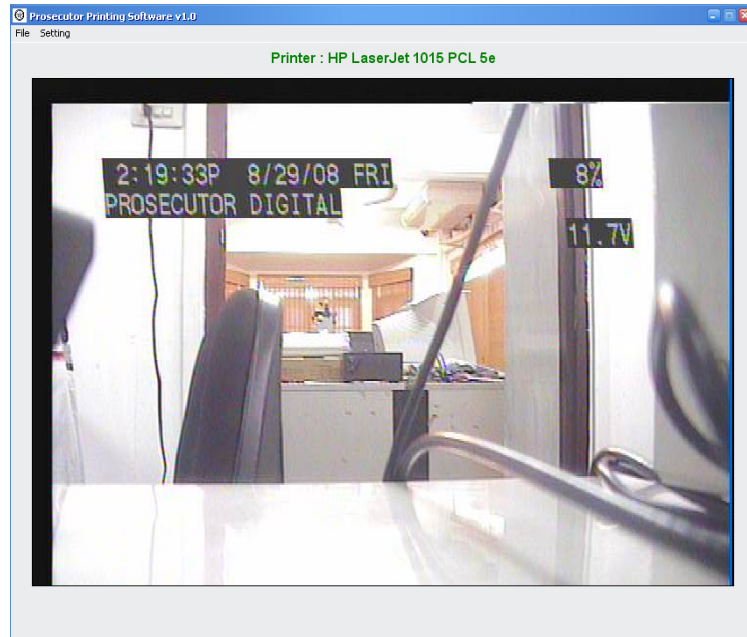 Prosecutor Printing Software v1.0
File Setting
Printer : HP LaserJet 1015 PCL 5e
2:19:33P 8/29/08 FRI 8%
PROSECUTOR DIGITAL
11.7V